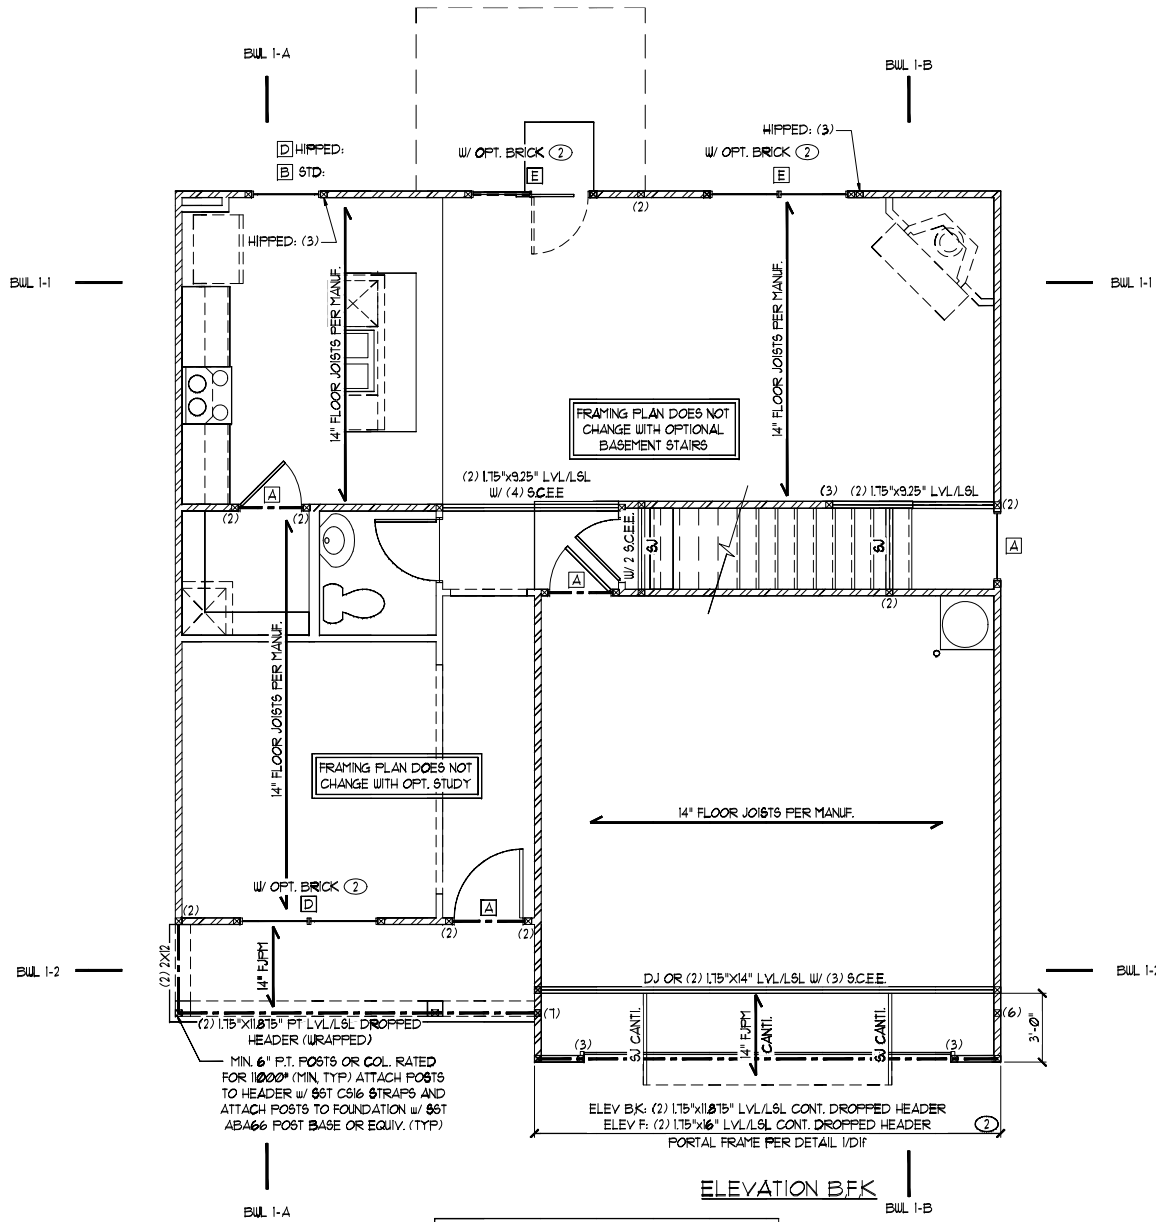 BWL 1-A
BWL 1-B
HIPPED: (3)
W/ OPT. BRICK 2
W/ OPT. BRICK 2
D HIPPED:
B STD:
E
E
(2)
HIPPED: (3)
BWL 1-1
BWL 1-1
14" FLOOR JOISTS PER MANUF.
14" FLOOR JOISTS PER MANUF.
FRAMING PLAN DOES NOT
CHANGE WITH OPTIONAL
BASEMENT STAIRS
(2) 1.75"x9.25" LVL/LSL
W/ (4) S.C.E.E
(3) (2) 1.75"x9.25" LVL/SL
A
(2)
(2)
(2)
W/ 2 S.C.E.E.
SJ
SJ
A
A
(2)
14" FLOOR JOISTS PER MANUF.
FRAMING PLAN DOES NOT
CHANGE WITH OPT. STUDY
14" FLOOR JOISTS PER MANUF.
W/ OPT. BRICK 2
D
A
(2)
(2)
(2)
(2) 2X12
14" FJPM
BWL 1-2
BWL 1-2
DJ OR (2) 1.75"X14" LVL/LSL W/ (3) S.C.E.E.
(7)
(6)
3'-0"
SJ CANTI.
14" FJPM
CANTI.
SJ CANTI.
(3)
(3)
(2) 1.75"X11.875" PT LVL/LSL DROPPED
HEADER (WRAPPED)
MIN. 6" P.T. POSTS OR COL. RATED
FOR 11000# (MIN, TYP) ATTACH POSTS
TO HEADER w/ SST CS16 STRAPS AND
ATTACH POSTS TO FOUNDATION w/ SST
ABA66 POST BASE OR EQUIV. (TYP)
ELEV B,K: (2) 1.75"x11.875" LVL/LSL CONT. DROPPED HEADER
ELEV F: (2) 1.75"x16" LVL/LSL CONT. DROPPED HEADER 2
PORTAL FRAME PER DETAIL 1/D1f
ELEVATION B,F,K
BWL 1-A
BWL 1-B